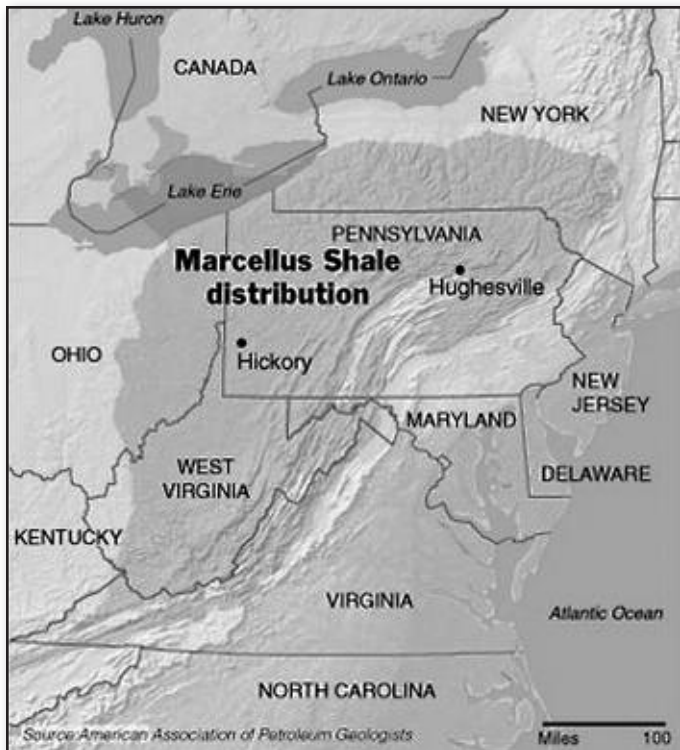 Lake Huron
CANADA
Lake Ontario
NEW YORK
Lake Erie
PENNSYLVANIA
Marcellus Shale
distribution
Hughesville
OHIO
Hickory
NEW
JERSEY
MARYLAND
WEST
VIRGINIA
DELAWARE
KENTUCKY
VIRGINIA
Atlantic Ocean
NORTH CAROLINA
Source:American Association of Petroleum Geologists
Miles 100